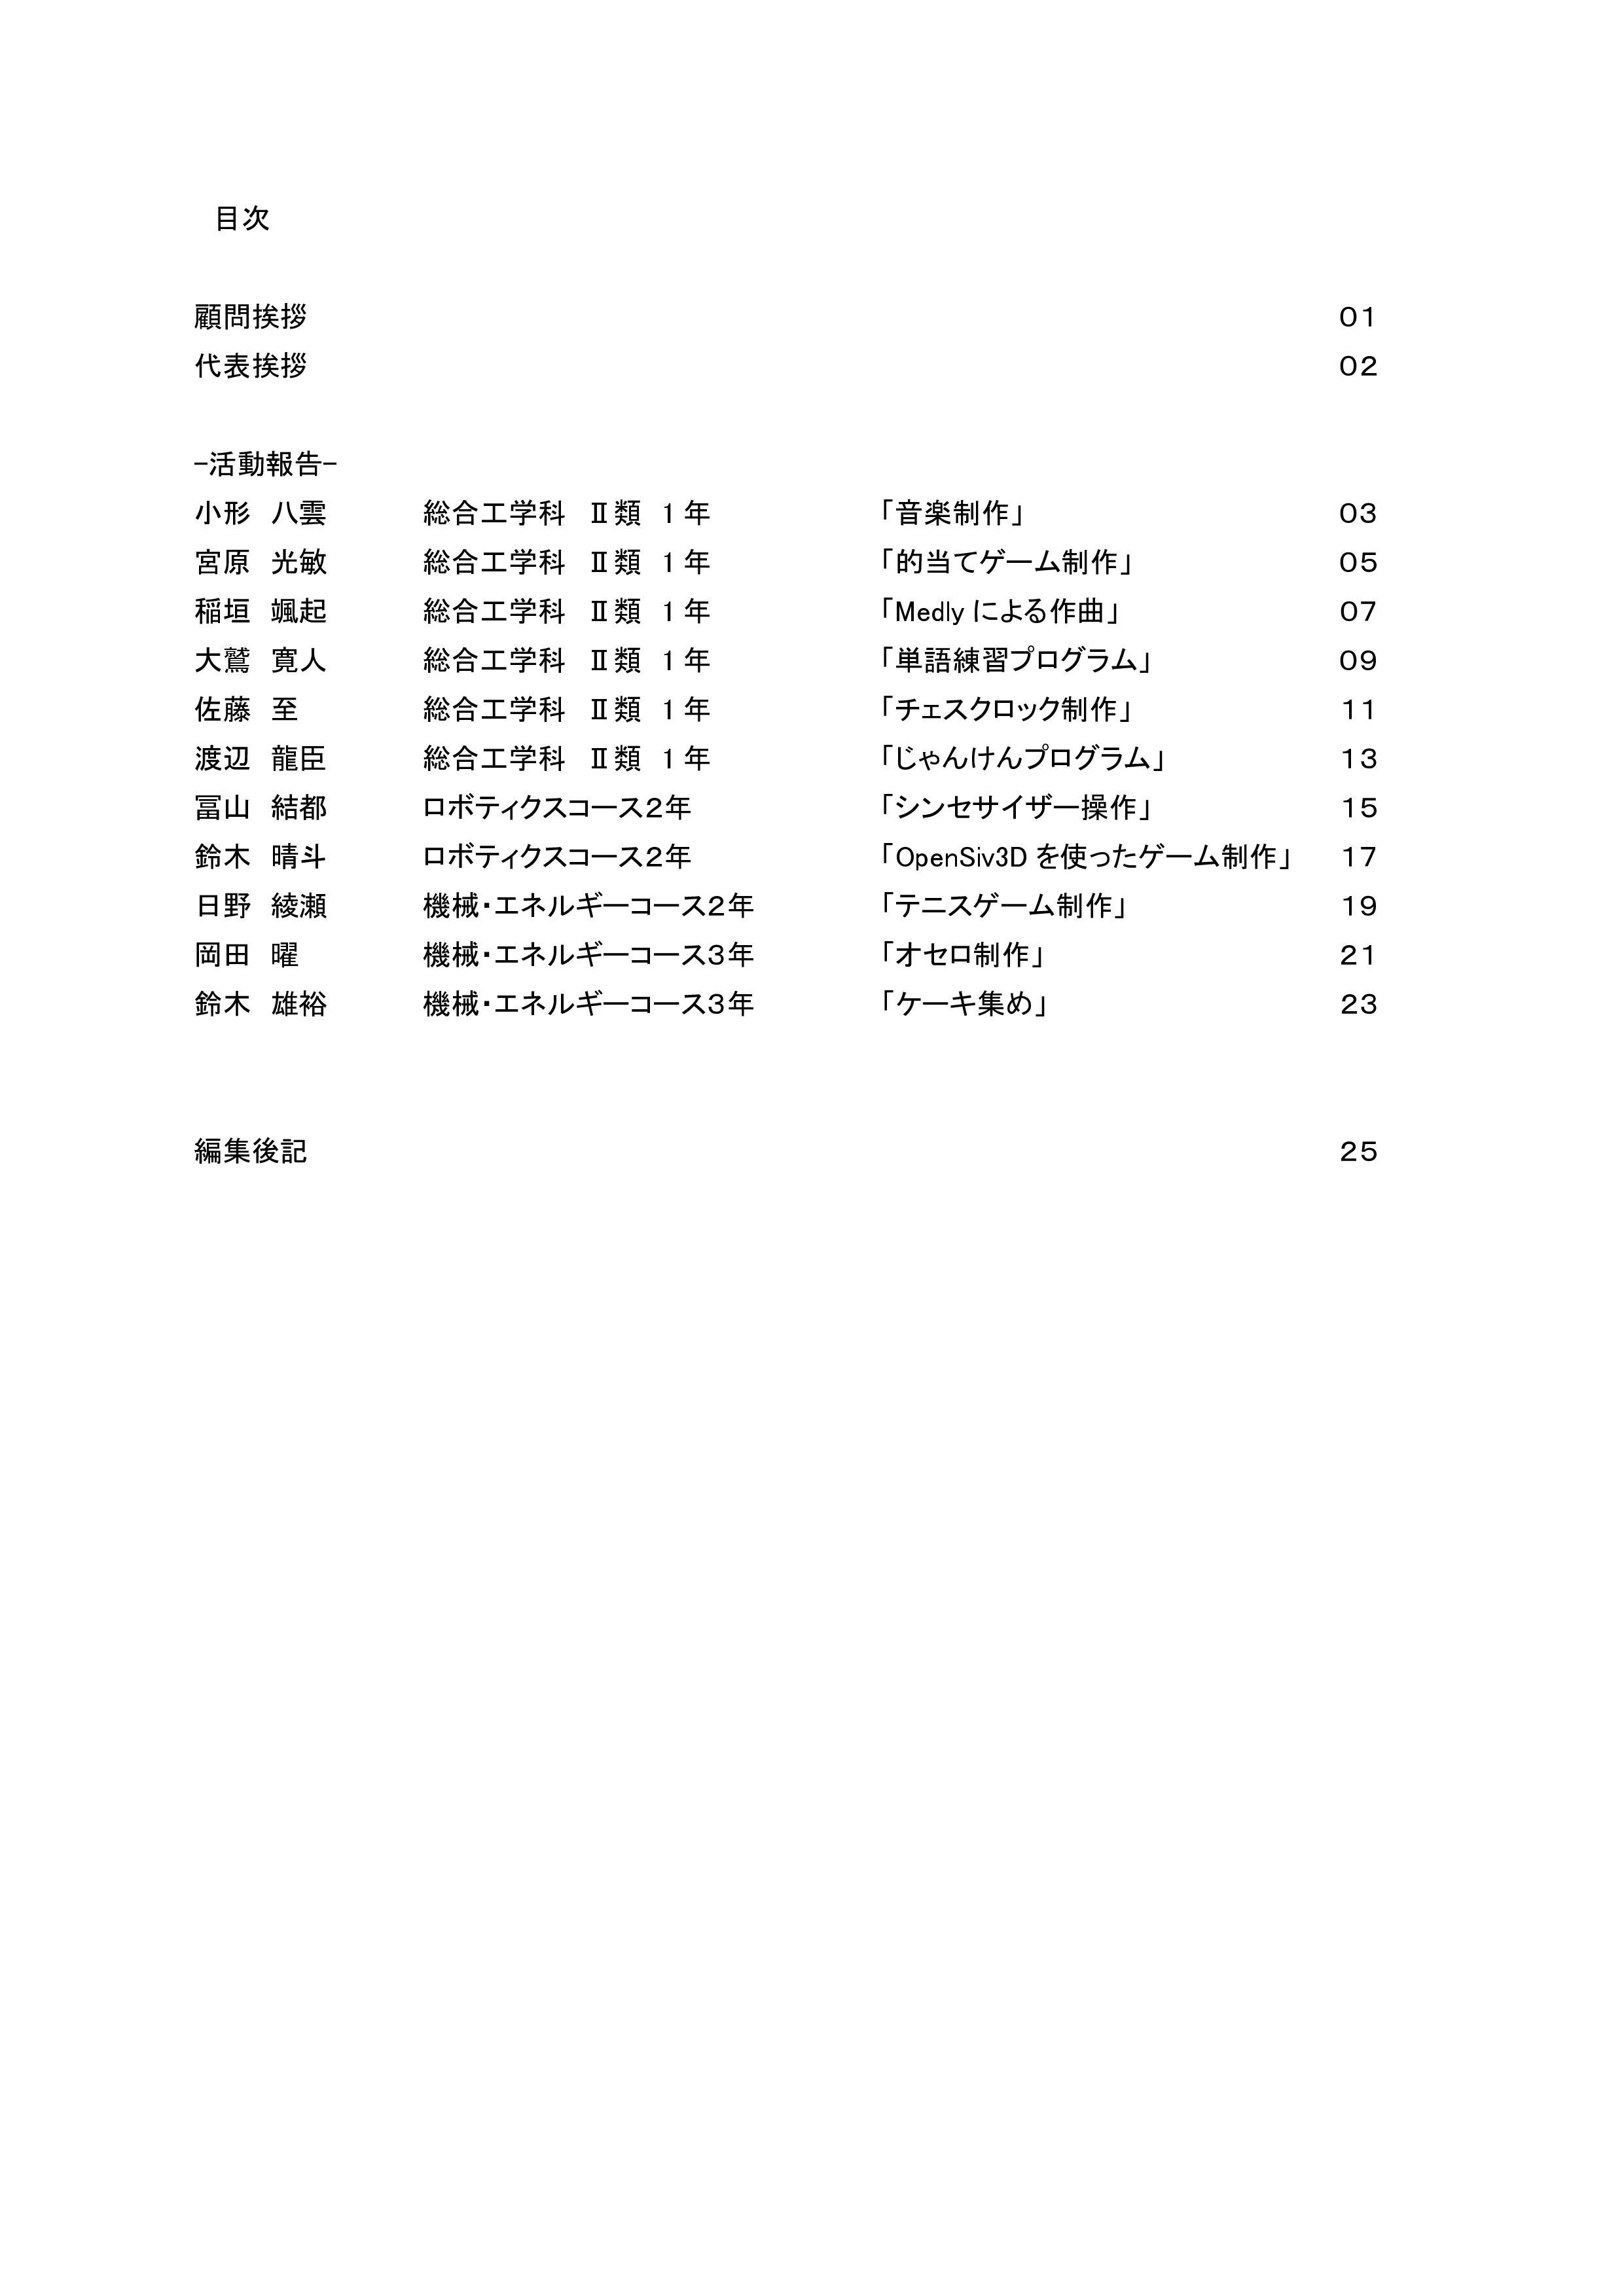 目次
顧問挨拶 01
代表挨拶 02
-活動報告-
小形 八雲 総合工学科 Ⅱ類 1年 「音楽制作」 03
宮原 光敏 総合工学科 Ⅱ類 1年 「的当てゲーム制作」 05
稲垣 颯起 総合工学科 Ⅱ類 1年 「Medly による作曲」 07
大鷲 寛人 総合工学科 Ⅱ類 1年 「単語練習プログラム」 09
佐藤 至 総合工学科 Ⅱ類 1年 「チェスクロック制作」 11
渡辺 龍臣 総合工学科 Ⅱ類 1年 「じゃんけんプログラム」 13
冨山 結都 ロボティクスコース2年 「シンセサイザー操作」 15
鈴木 晴斗 ロボティクスコース2年 「OpenSiv3D を使ったゲーム制作」 17
日野 綾瀬 機械・エネルギーコース2年 「テニスゲーム制作」 19
岡田 曜 機械・エネルギーコース3年 「オセロ制作」 21
鈴木 雄裕 機械・エネルギーコース3年 「ケーキ集め」 23
編集後記 25